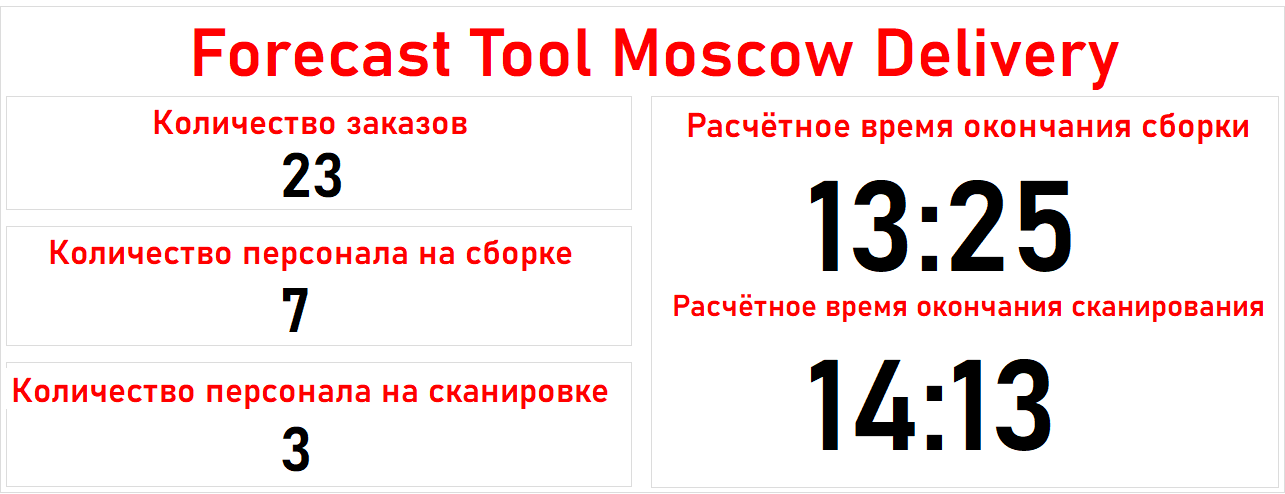 Forecast Tool Moscow Delivery
Количество заказов
23
Количество персонала на сборке
7
Количество персонала на сканировке
3
Расчётное время окончания сборки
13:25
Расчётное время окончания сканирования
14:13